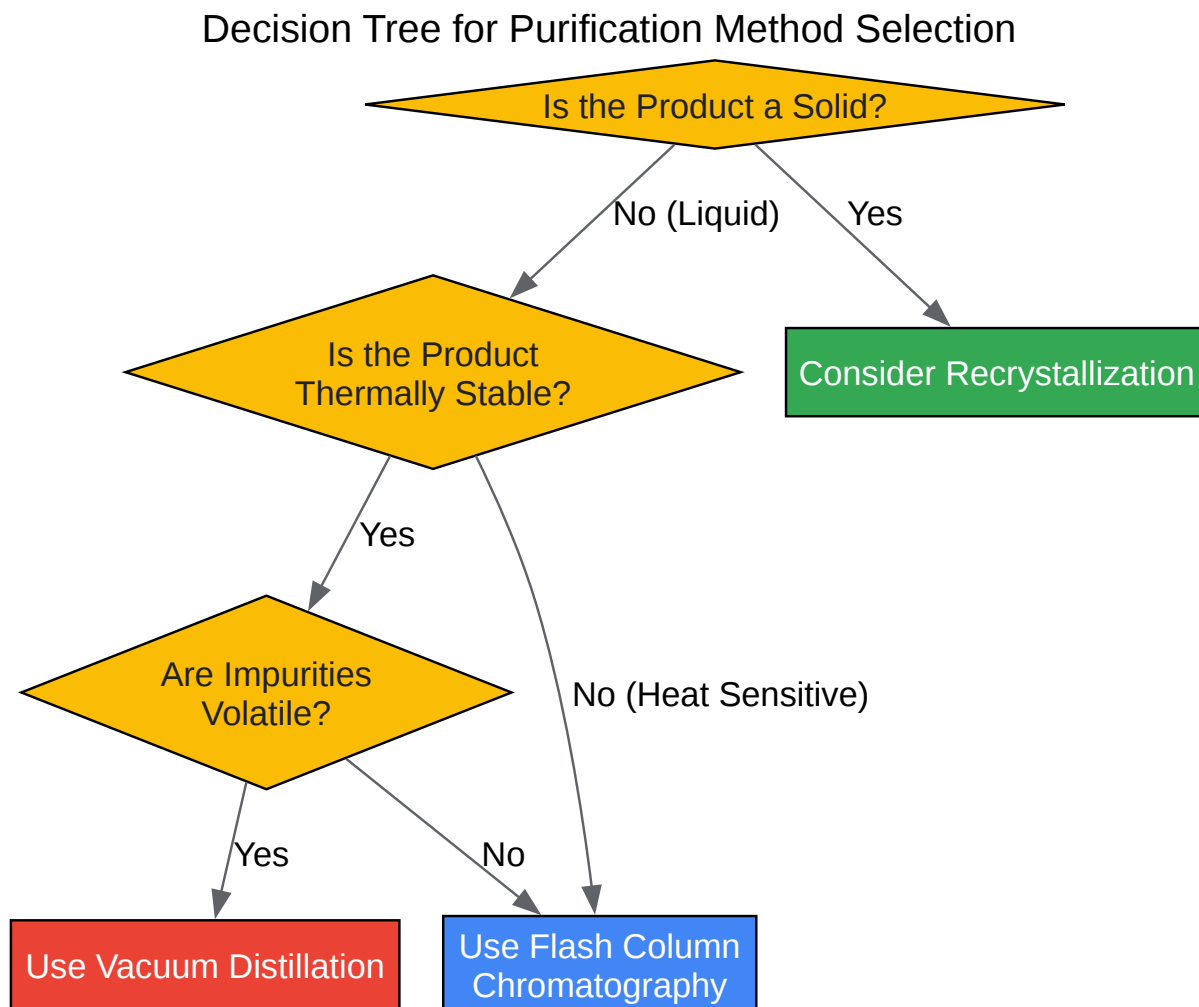 Decision Tree for Purification Method Selection
Is the Product a Solid?
No (Liquid)
Yes
Is the Product
Thermally Stable?
Consider Recrystallization
Yes
No (Heat Sensitive)
Are Impurities
Volatile?
Yes
No
Use Vacuum Distillation
Use Flash Column
Chromatography